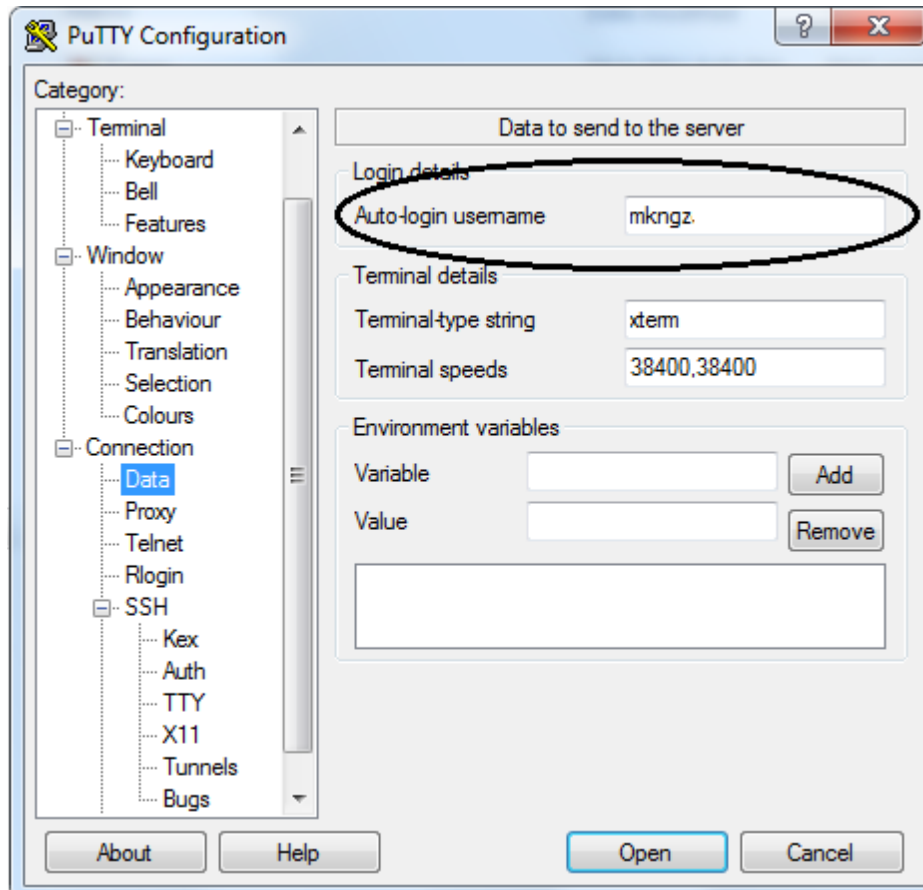 PuTTY Configuration
Category:
Terminal
Keyboard
Bell
Features
Window
Appearance
Behaviour
Translation
Selection
Colours
Connection
Data
Proxy
Telnet
Rlogin
SSH
Kex
Auth
TTY
X11
Tunnels
Bugs
Data to send to the server
Login details
Auto-login username mkngz
Terminal details
Terminal-type string xterm
Terminal speeds 38400,38400
Environment variables
Variable Add
Value Remove
About Help Open Cancel